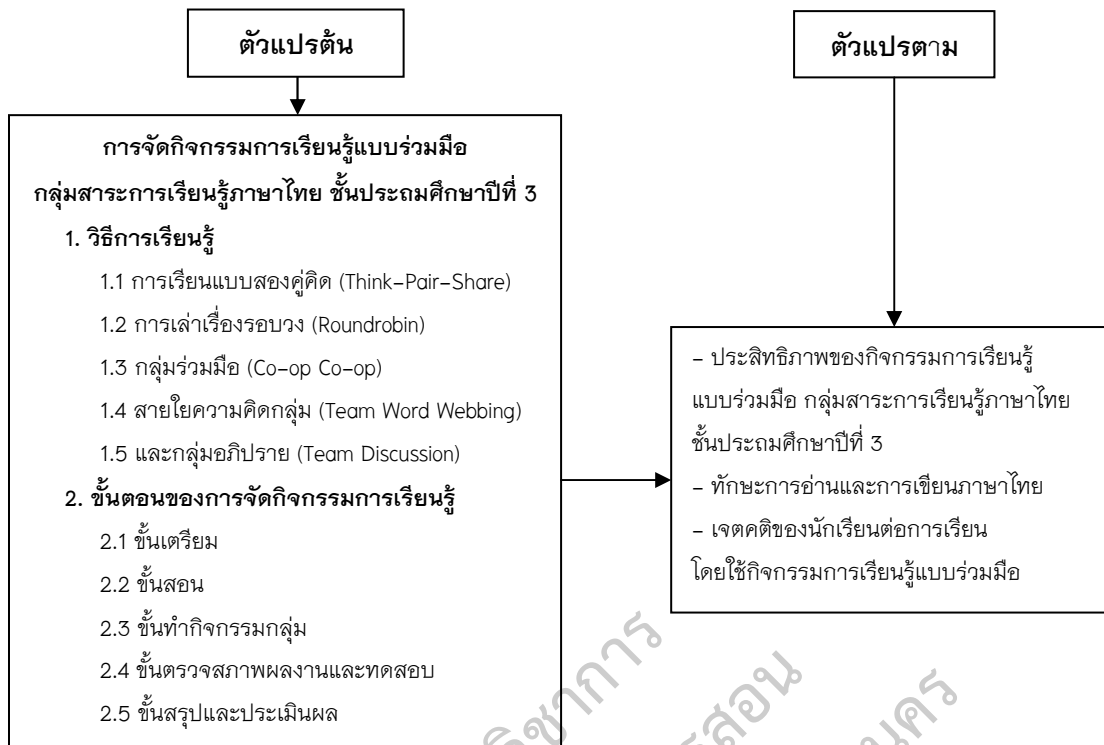 ตัวแปรต้น
การจัดกิจกรรมการเรียนรู้แบบร่วมมือ
กลุ่มสาระการเรียนรู้ภาษาไทย ชั้นประถมศึกษาปีที่ 3
1. วิธีการเรียนรู้
1.1 การเรียนแบบสองคู่คิด (Think–Pair–Share)
1.2 การเล่าเรื่องรอบวง (Roundrobin)
1.3 กลุ่มร่วมมือ (Co–op Co–op)
1.4 สายใยความคิดกลุ่ม (Team Word Webbing)
1.5 และกลุ่มอภิปราย (Team Discussion)
2. ขั้นตอนของการจัดกิจกรรมการเรียนรู้
2.1 ขั้นเตรียม
2.2 ขั้นสอน
2.3 ขั้นทำกิจกรรมกลุ่ม
2.4 ขั้นตรวจสภาพผลงานและทดสอบ
2.5 ขั้นสรุปและประเมินผล
ตัวแปรตาม
– ประสิทธิภาพของกิจกรรมการเรียนรู้
แบบร่วมมือ กลุ่มสาระการเรียนรู้ภาษาไทย
ชั้นประถมศึกษาปีที่ 3
– ทักษะการอ่านและการเขียนภาษาไทย
– เจตคติของนักเรียนต่อการเรียน
โดยใช้กิจกรรมการเรียนรู้แบบร่วมมือ